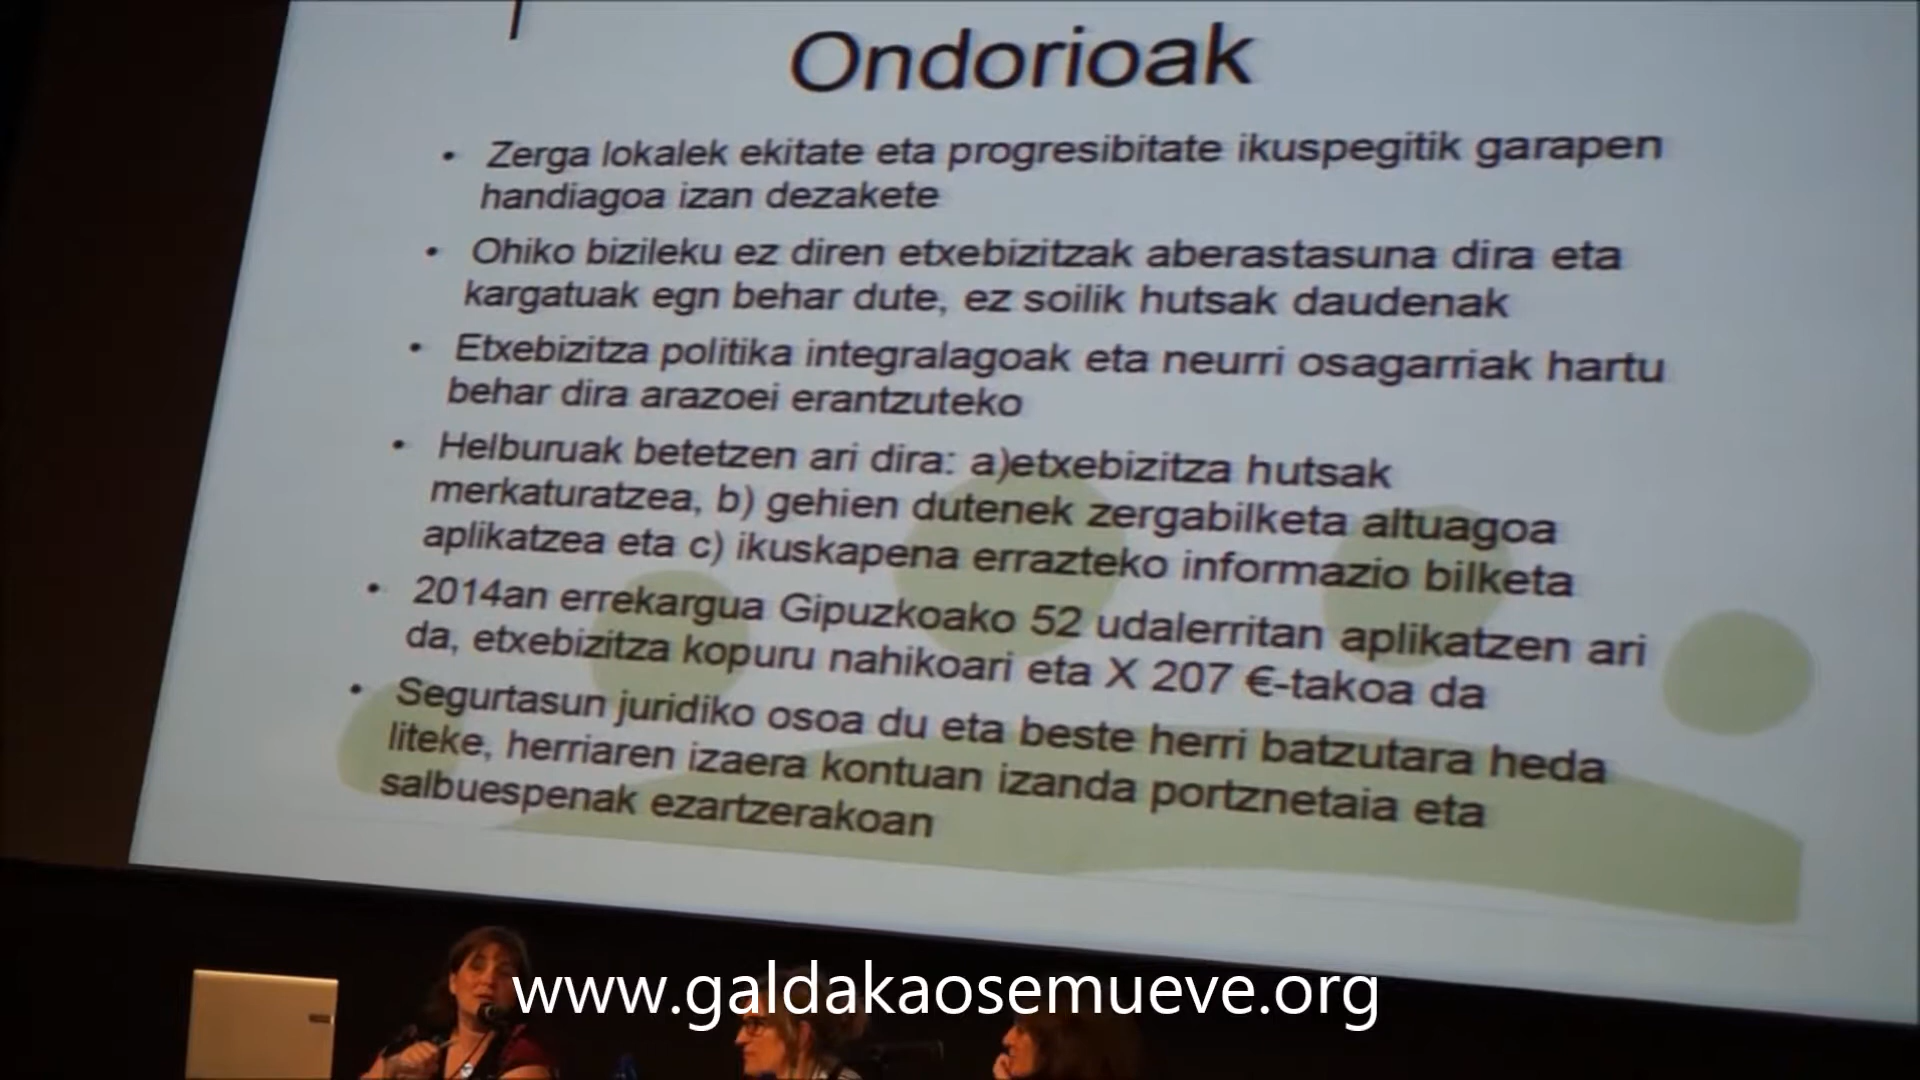 Ondorioak
• Zerga lokalek ekitate eta progresibitate ikuspegitik garapen
handiagoa izan dezakete
• Ohiko bizileku ez diren etxebizitzak aberastasuna dira eta
kargatuak egn behar dute, ez soilik hutsak daudenak
• Etxebizitza politika integralagoak eta neurri osagarriak hartu
behar dira arazoei erantzuteko
• Helburuak betetzen ari dira: a)etxebizitza hutsak
merkaturatzea, b) gehien dutenek zergabilketa altuagoa
aplikatzea eta c) ikuskapena errazteko informazio bilketa
• 2014an errekargua Gipuzkoako 52 udalerritan aplikatzen ari
da, etxebizitza kopuru nahikoari eta X 207 €-takoa da
• Segurtasun juridiko osoa du eta beste herri batzutara heda
liteke, herriaren izaera kontuan izanda portznetaia eta
salbuespenak ezartzerakoan
www.galdakaosemueve.org